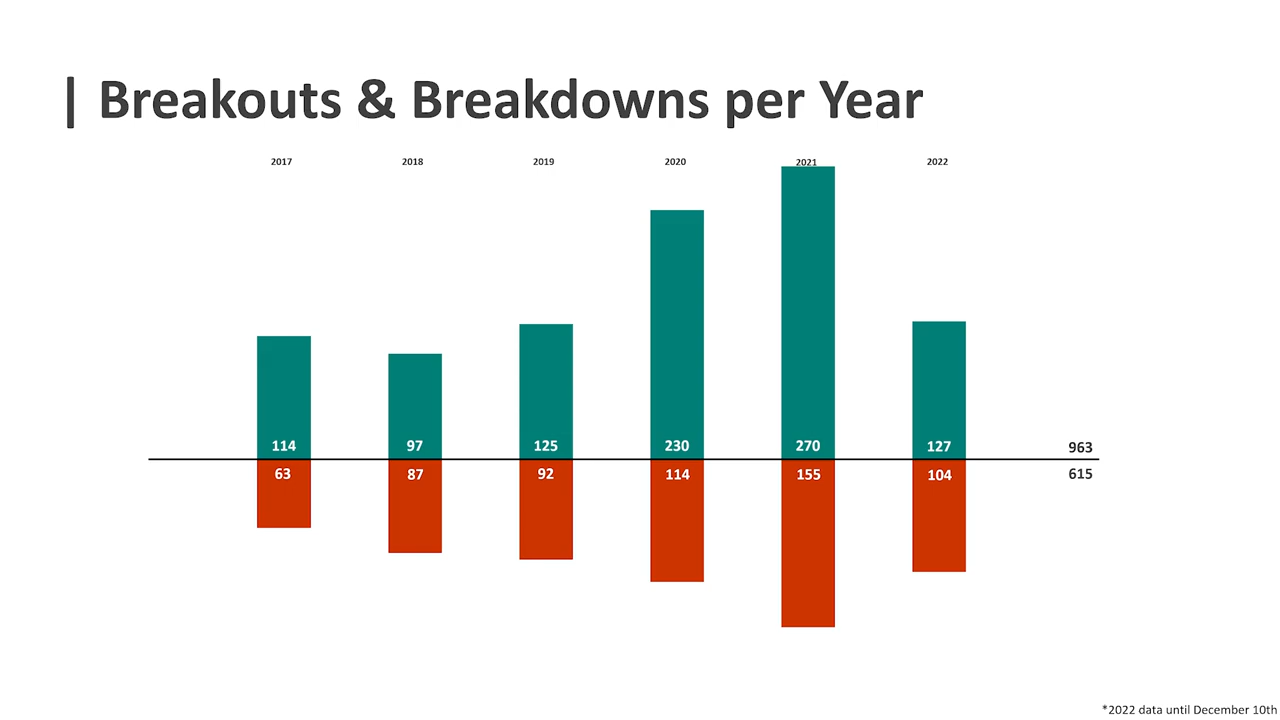 | Breakouts & Breakdowns per Year
2017 2018 2019 2020 2021 2022
114 97 125 230 270 127 963
63 87 92 114 155 104 615
*2022 data until December 10th